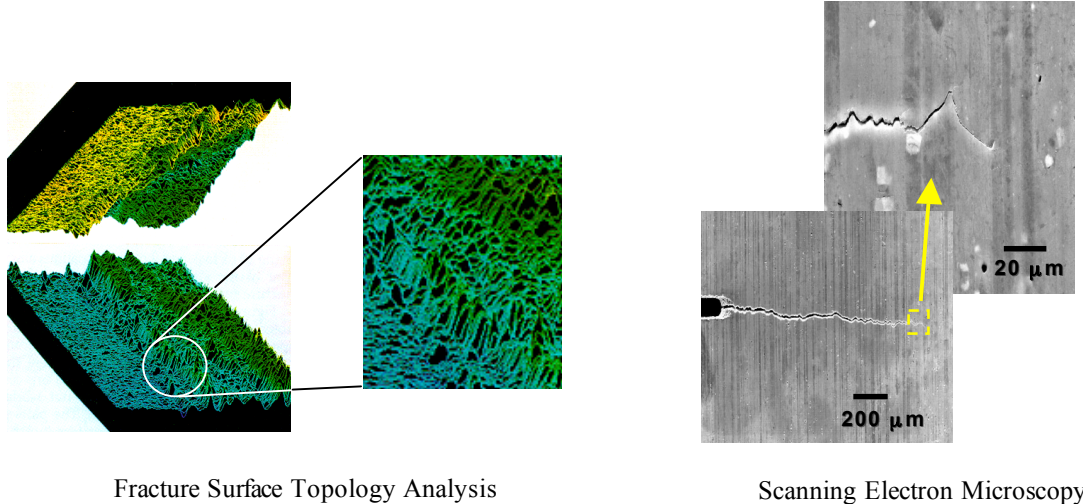 20 μm
200 μm
Fracture Surface Topology Analysis
Scanning Electron Microscopy